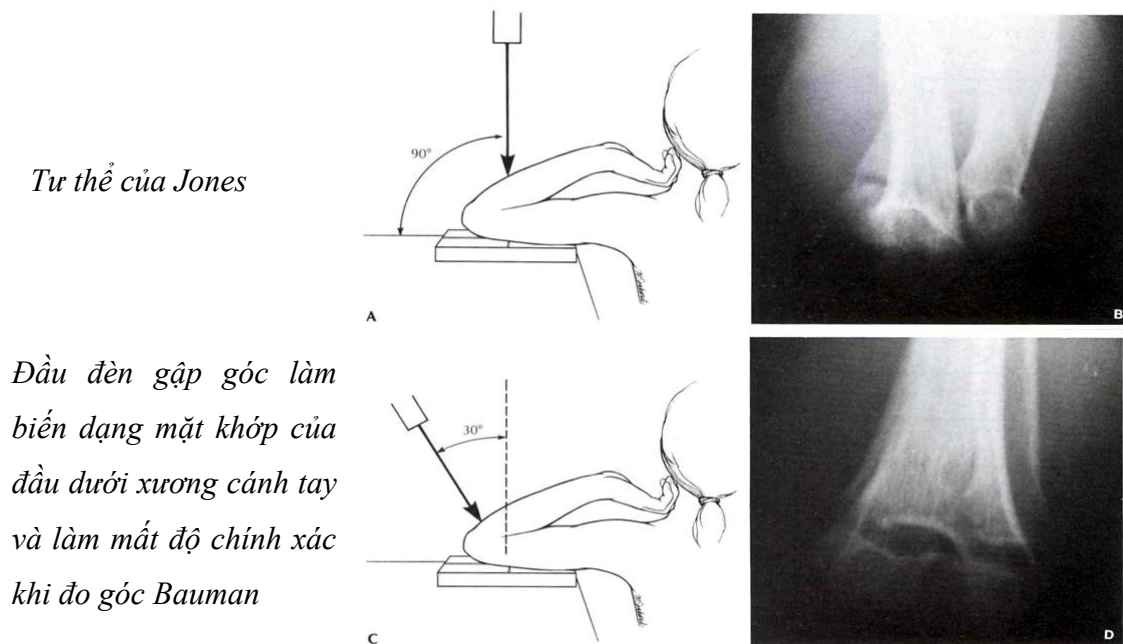 90°
Tư thể của Jones
A
B
Đầu đèn gập góc làm
biến dạng mặt khớp của
đầu dưới xương cánh tay
và làm mất độ chính xác
khi đo góc Bauman
30°
C
D